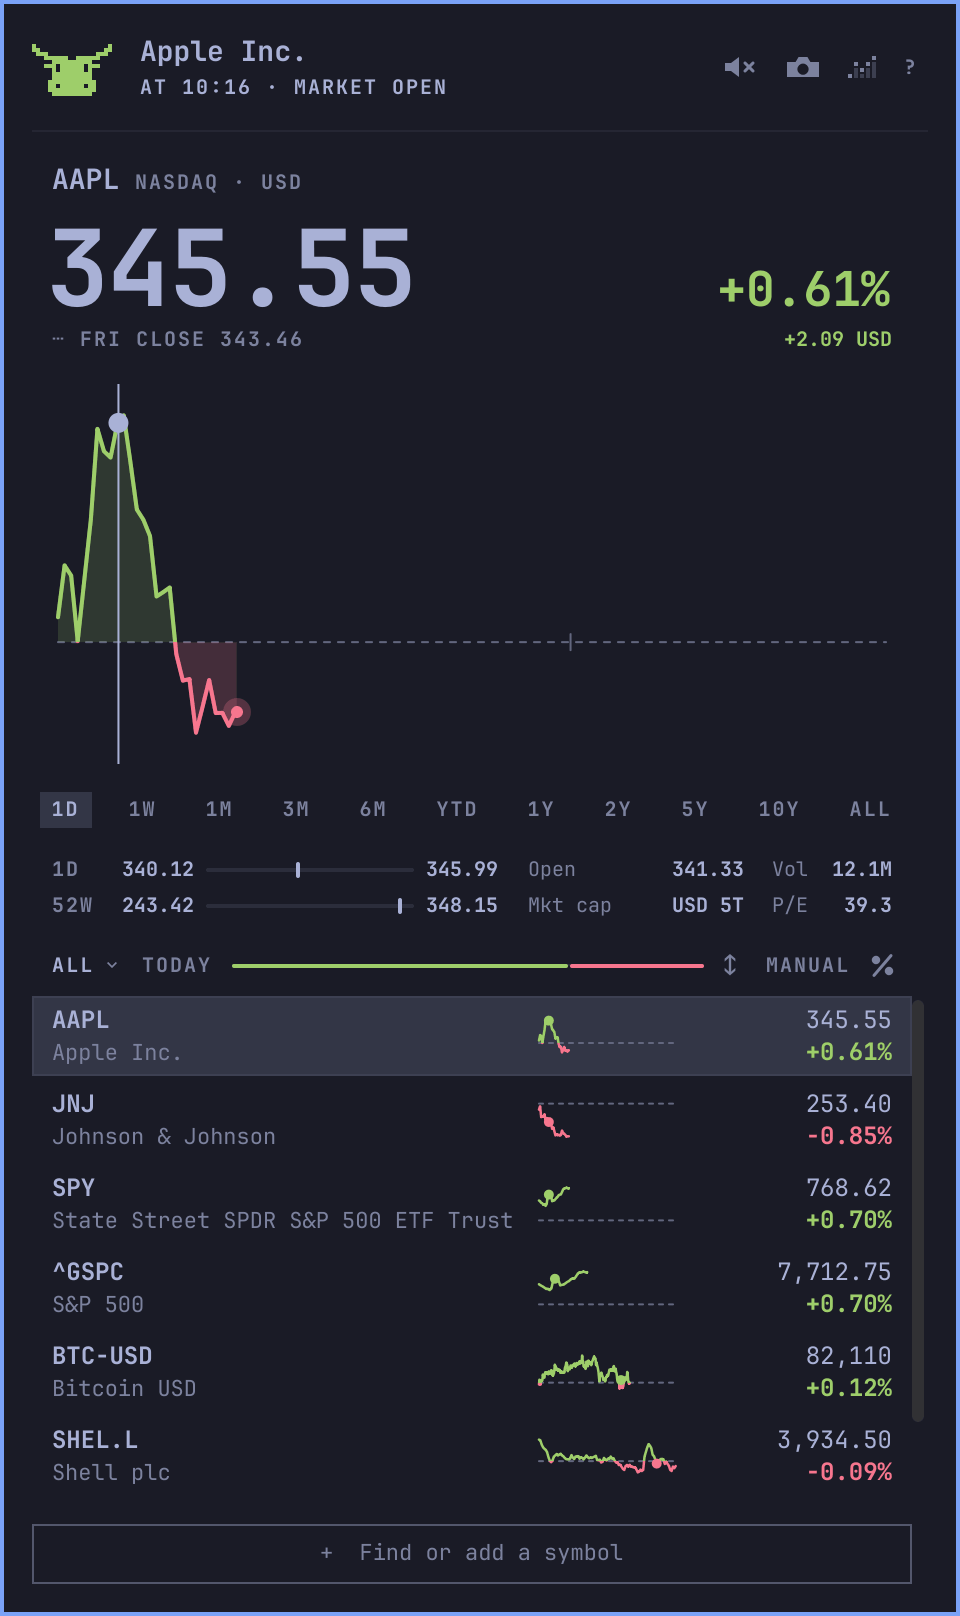 Apple Inc.
AT 10:16 · MARKET OPEN
?
AAPL NASDAQ · USD
345.55
+0.61%
⋯ FRI CLOSE 343.46
+2.09 USD
1D 1W 1M 3M 6M YTD 1Y 2Y 5Y 10Y ALL
1D 340.12 345.99 Open 341.33 Vol 12.1M
52W 243.42 348.15 Mkt cap USD 5T P/E 39.3
ALL TODAY MANUAL %
AAPL 345.55
Apple Inc. +0.61%
JNJ 253.40
Johnson & Johnson -0.85%
SPY 768.62
State Street SPDR S&P 500 ETF Trust +0.70%
^GSPC 7,712.75
S&P 500 +0.70%
BTC-USD 82,110
Bitcoin USD +0.12%
SHEL.L 3,934.50
Shell plc -0.09%
+ Find or add a symbol